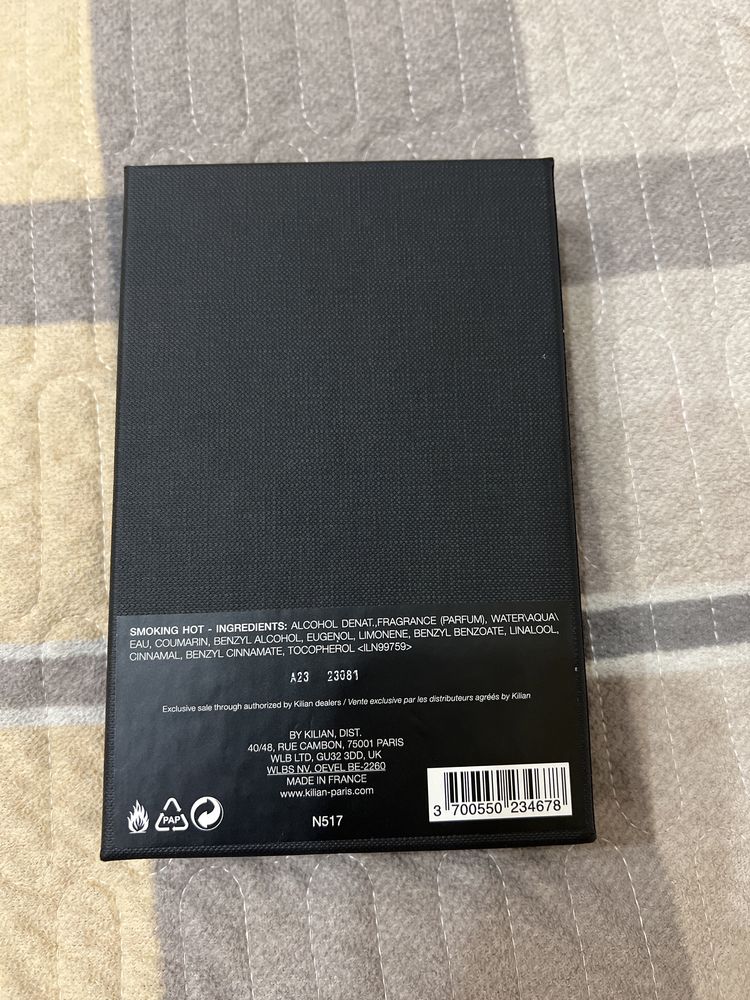 SMOKING HOT - INGREDIENTS: ALCOHOL DENAT.,FRAGRANCE (PARFUM), WATER\AQUA\
EAU, COUMARIN, BENZYL ALCOHOL, EUGENOL, LIMONENE, BENZYL BENZOATE, LINALOOL,
CINNAMAL, BENZYL CINNAMATE, TOCOPHEROL <ILN99759>
A23 23081
Exclusive sale through authorized by Kilian dealers / Vente exclusive par les distributeurs agréés by Kilian
BY KILIAN, DIST.
40/48, RUE CAMBON, 75001 PARIS
WLB LTD, GU32 3DD, UK
WLBS NV, OEVEL BE-2260
MADE IN FRANCE
www.kilian-paris.com
PAP
N517
3 700550 234678